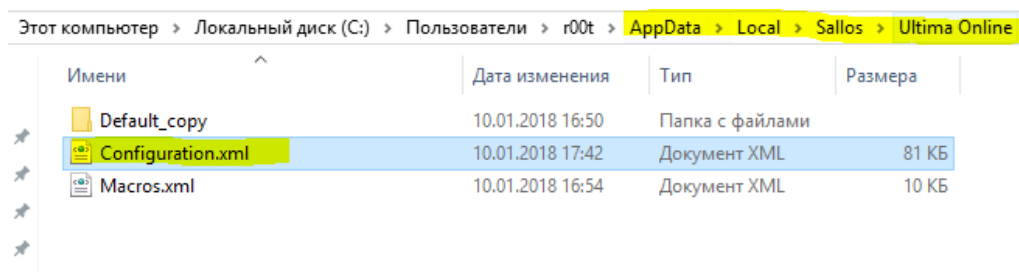 Этот компьютер > Локальный диск (C:) > Пользователи > r00t > AppData > Local > Sallos > Ultima Online
Имени Дата изменения Тип Размера
Default_copy 10.01.2018 16:50 Папка с файлами
Configuration.xml 10.01.2018 17:42 Документ XML 81 КБ
Macros.xml 10.01.2018 16:54 Документ XML 10 КБ